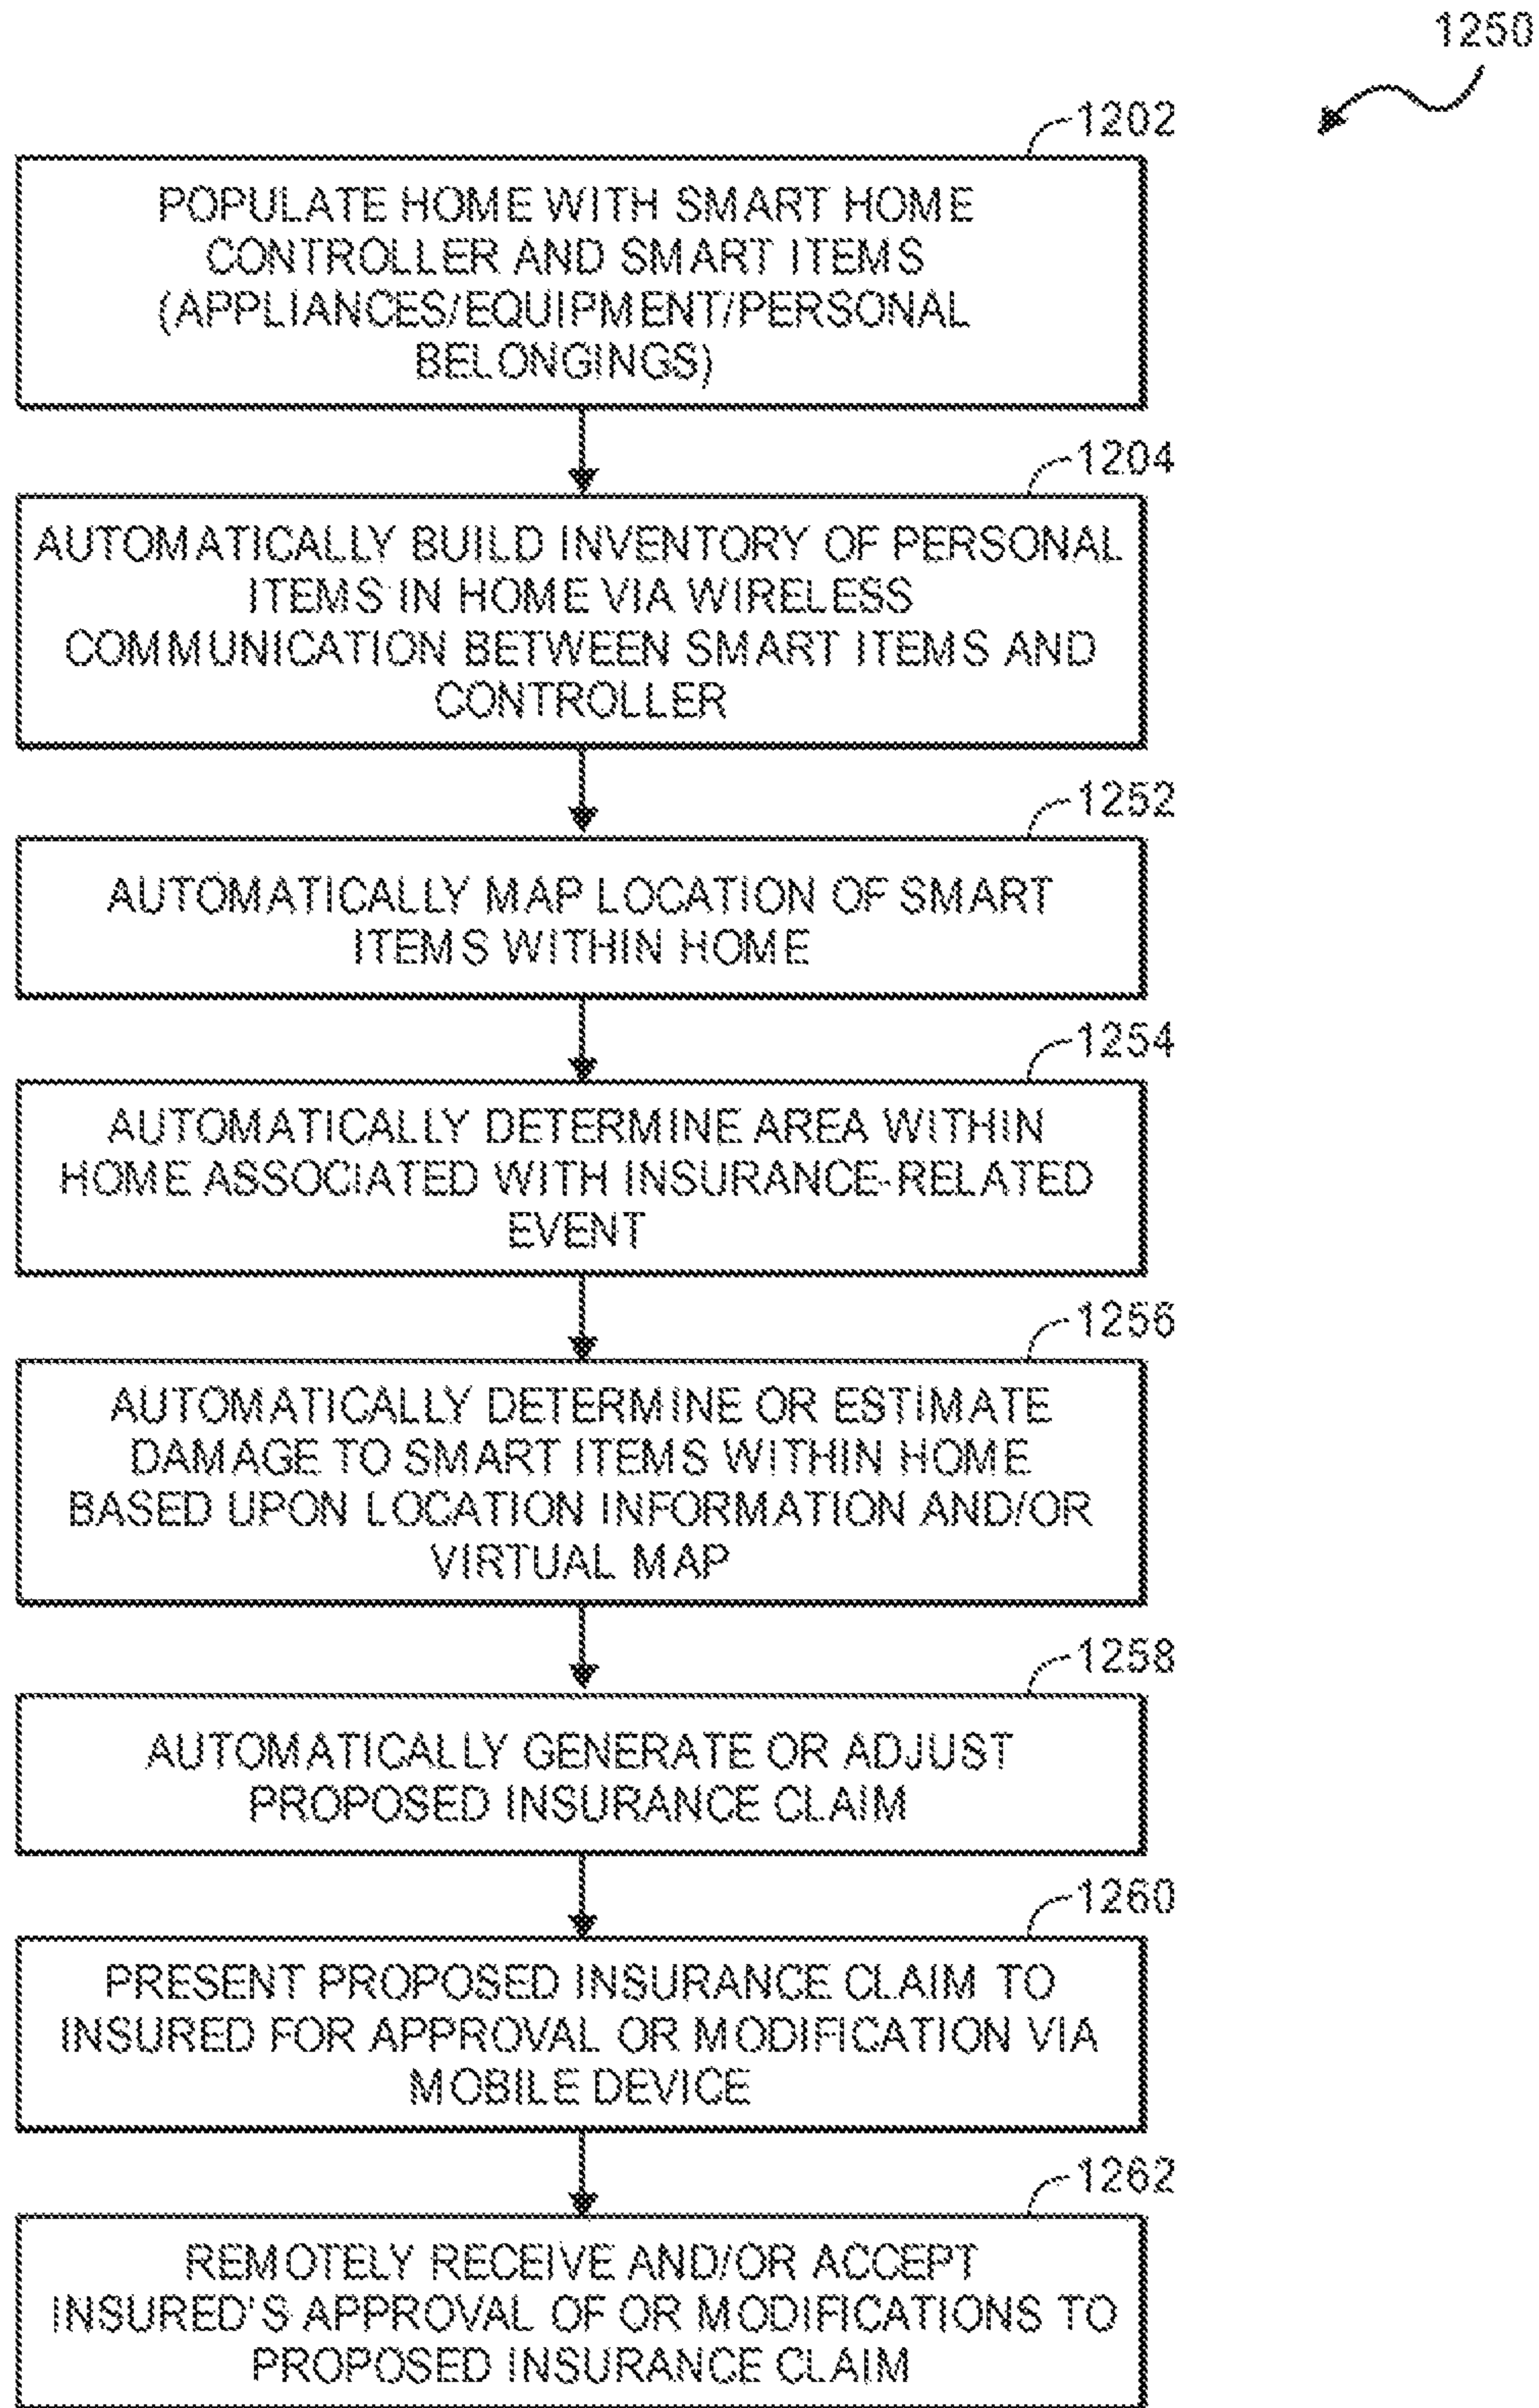 1250
1202
POPULATE HOME WITH SMART HOME
CONTROLLER AND SMART ITEMS
(APPLIANCES/EQUIPMENT/PERSONAL
BELONGINGS)
1204
AUTOMATICALLY BUILD INVENTORY OF PERSONAL
ITEMS IN HOME VIA WIRELESS
COMMUNICATION BETWEEN SMART ITEMS AND
CONTROLLER
1252
AUTOMATICALLY MAP LOCATION OF SMART
ITEMS WITHIN HOME
1254
AUTOMATICALLY DETERMINE AREA WITHIN
HOME ASSOCIATED WITH INSURANCE-RELATED
EVENT
1256
AUTOMATICALLY DETERMINE OR ESTIMATE
DAMAGE TO SMART ITEMS WITHIN HOME
BASED UPON LOCATION INFORMATION AND/OR
VIRTUAL MAP
1258
AUTOMATICALLY GENERATE OR ADJUST
PROPOSED INSURANCE CLAIM
1260
PRESENT PROPOSED INSURANCE CLAIM TO
INSURED FOR APPROVAL OR MODIFICATION VIA
MOBILE DEVICE
1262
REMOTELY RECEIVE AND/OR ACCEPT
INSURED'S APPROVAL OF OR MODIFICATIONS TO
PROPOSED INSURANCE CLAIM